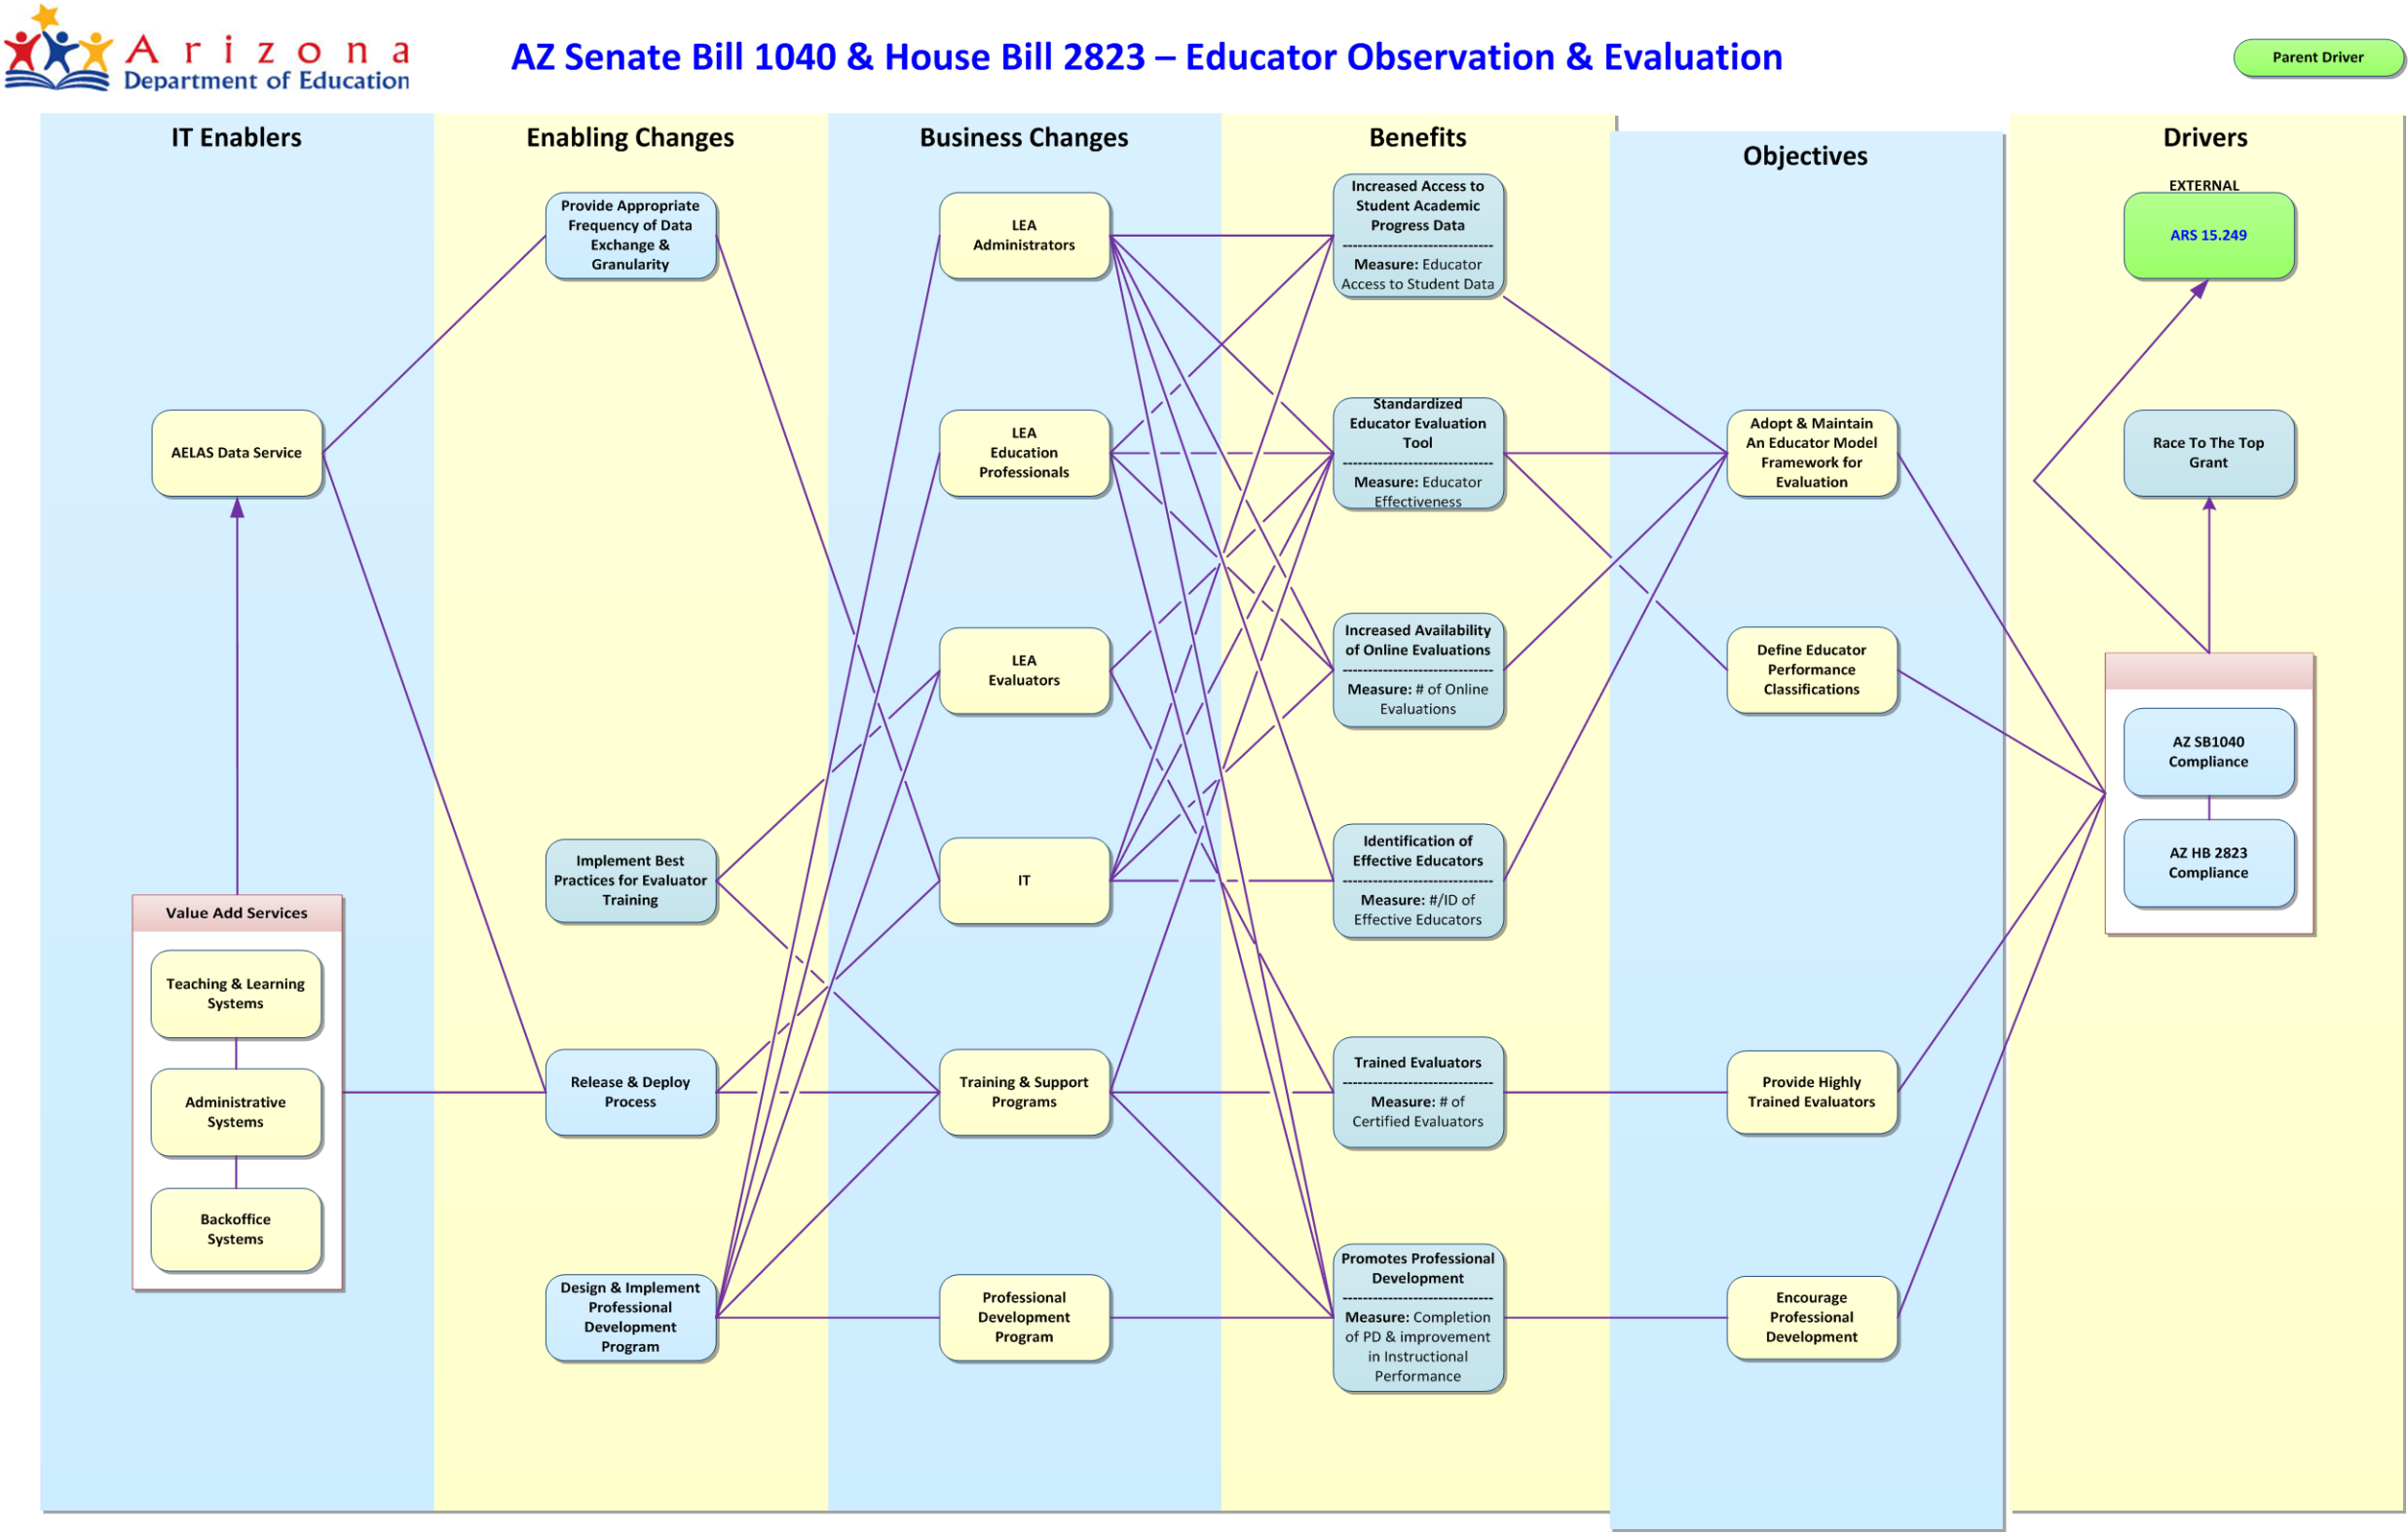 Arizona
Department of Education
AZ Senate Bill 1040 & House Bill 2823 – Educator Observation & Evaluation
Parent Driver
IT Enablers
AELAS Data Service
Value Add Services
Teaching & Learning
Systems
Administrative
Systems
Backoffice
Systems
Enabling Changes
Provide Appropriate
Frequency of Data
Exchange &
Granularity
Implement Best
Practices for Evaluator
Training
Release & Deploy
Process
Design & Implement
Professional
Development
Program
Business Changes
LEA
Administrators
LEA
Education
Professionals
LEA
Evaluators
IT
Training & Support
Programs
Professional
Development
Program
Benefits
Increased Access to
Student Academic
Progress Data
------------------------------
Measure: Educator
Access to Student Data
Standardized
Educator Evaluation
Tool
------------------------------
Measure: Educator
Effectiveness
Increased Availability
of Online Evaluations
------------------------------
Measure: # of Online
Evaluations
Identification of
Effective Educators
------------------------------
Measure: #/ID of
Effective Educators
Trained Evaluators
------------------------------
Measure: # of
Certified Evaluators
Promotes Professional
Development
------------------------------
Measure: Completion
of PD & improvement
in Instructional
Performance
Objectives
Adopt & Maintain
An Educator Model
Framework for
Evaluation
Define Educator
Performance
Classifications
Provide Highly
Trained Evaluators
Encourage
Professional
Development
Drivers
EXTERNAL
ARS 15.249
Race To The Top
Grant
AZ SB1040
Compliance
AZ HB 2823
Compliance